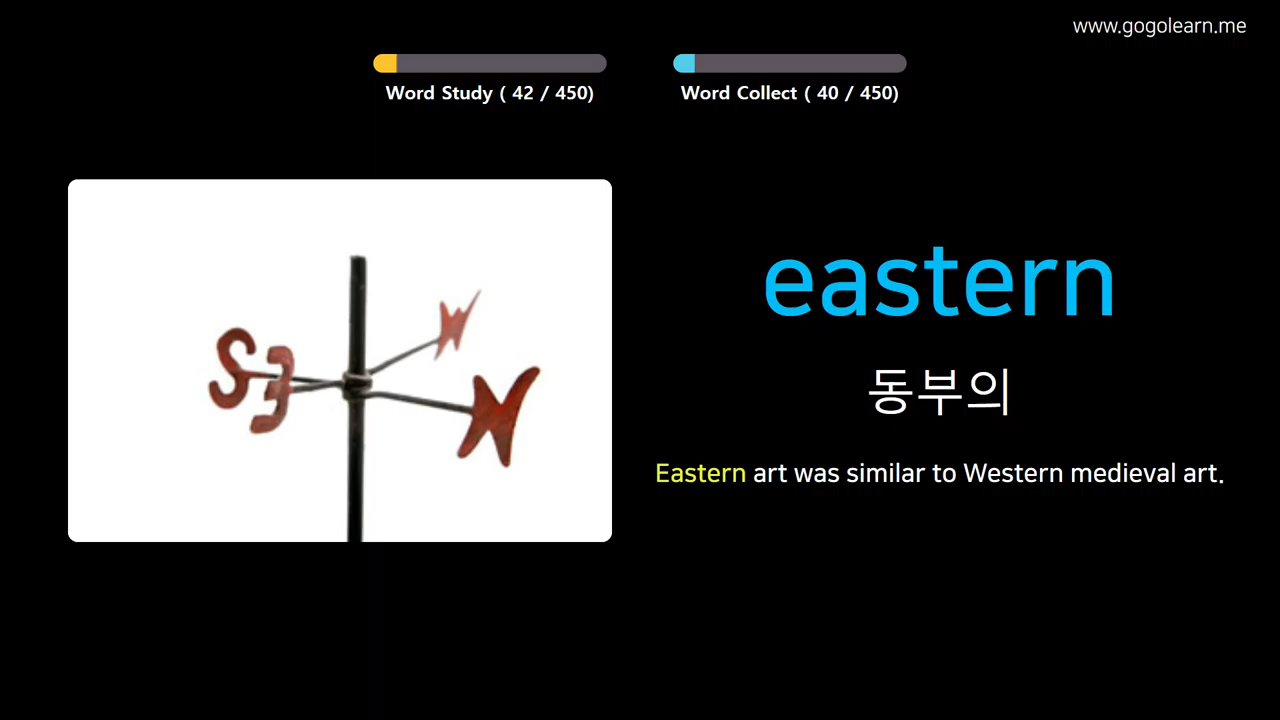 www.gogolearn.me
Word Study ( 42 / 450)
Word Collect ( 40 / 450)
S
E
W
N
eastern
동부의
Eastern art was similar to Western medieval art.